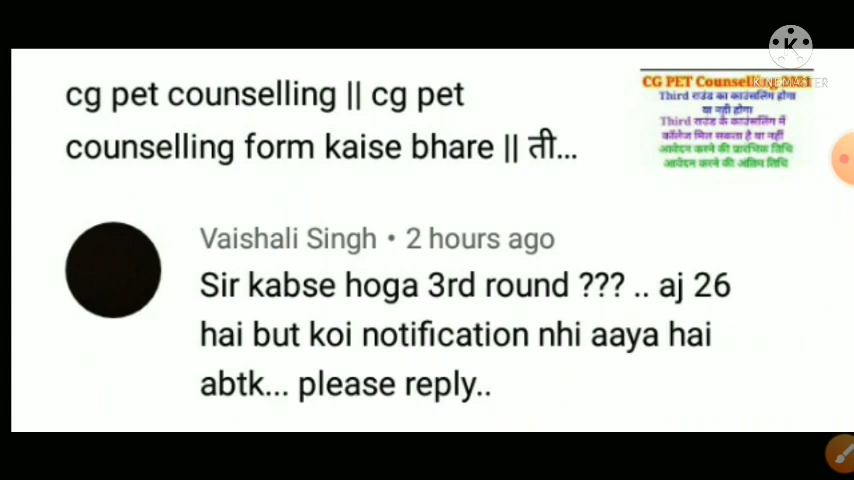 cg pet counselling || cg pet
counselling form kaise bhare || ती...
CG PET Counselling 2021
Third राउंड का काउंसलिंग होगा
या नही होगा
Third राउंड के काउंसलिंग में
कॉलेज मिल सकता है या नहीं
आवेदन करने की प्रारंभिक तिथि
आवेदन करने की अंतिम तिथि
KINEMASTER
Vaishali Singh • 2 hours ago
Sir kabse hoga 3rd round ??? .. aj 26
hai but koi notification nhi aaya hai
abtk... please reply..